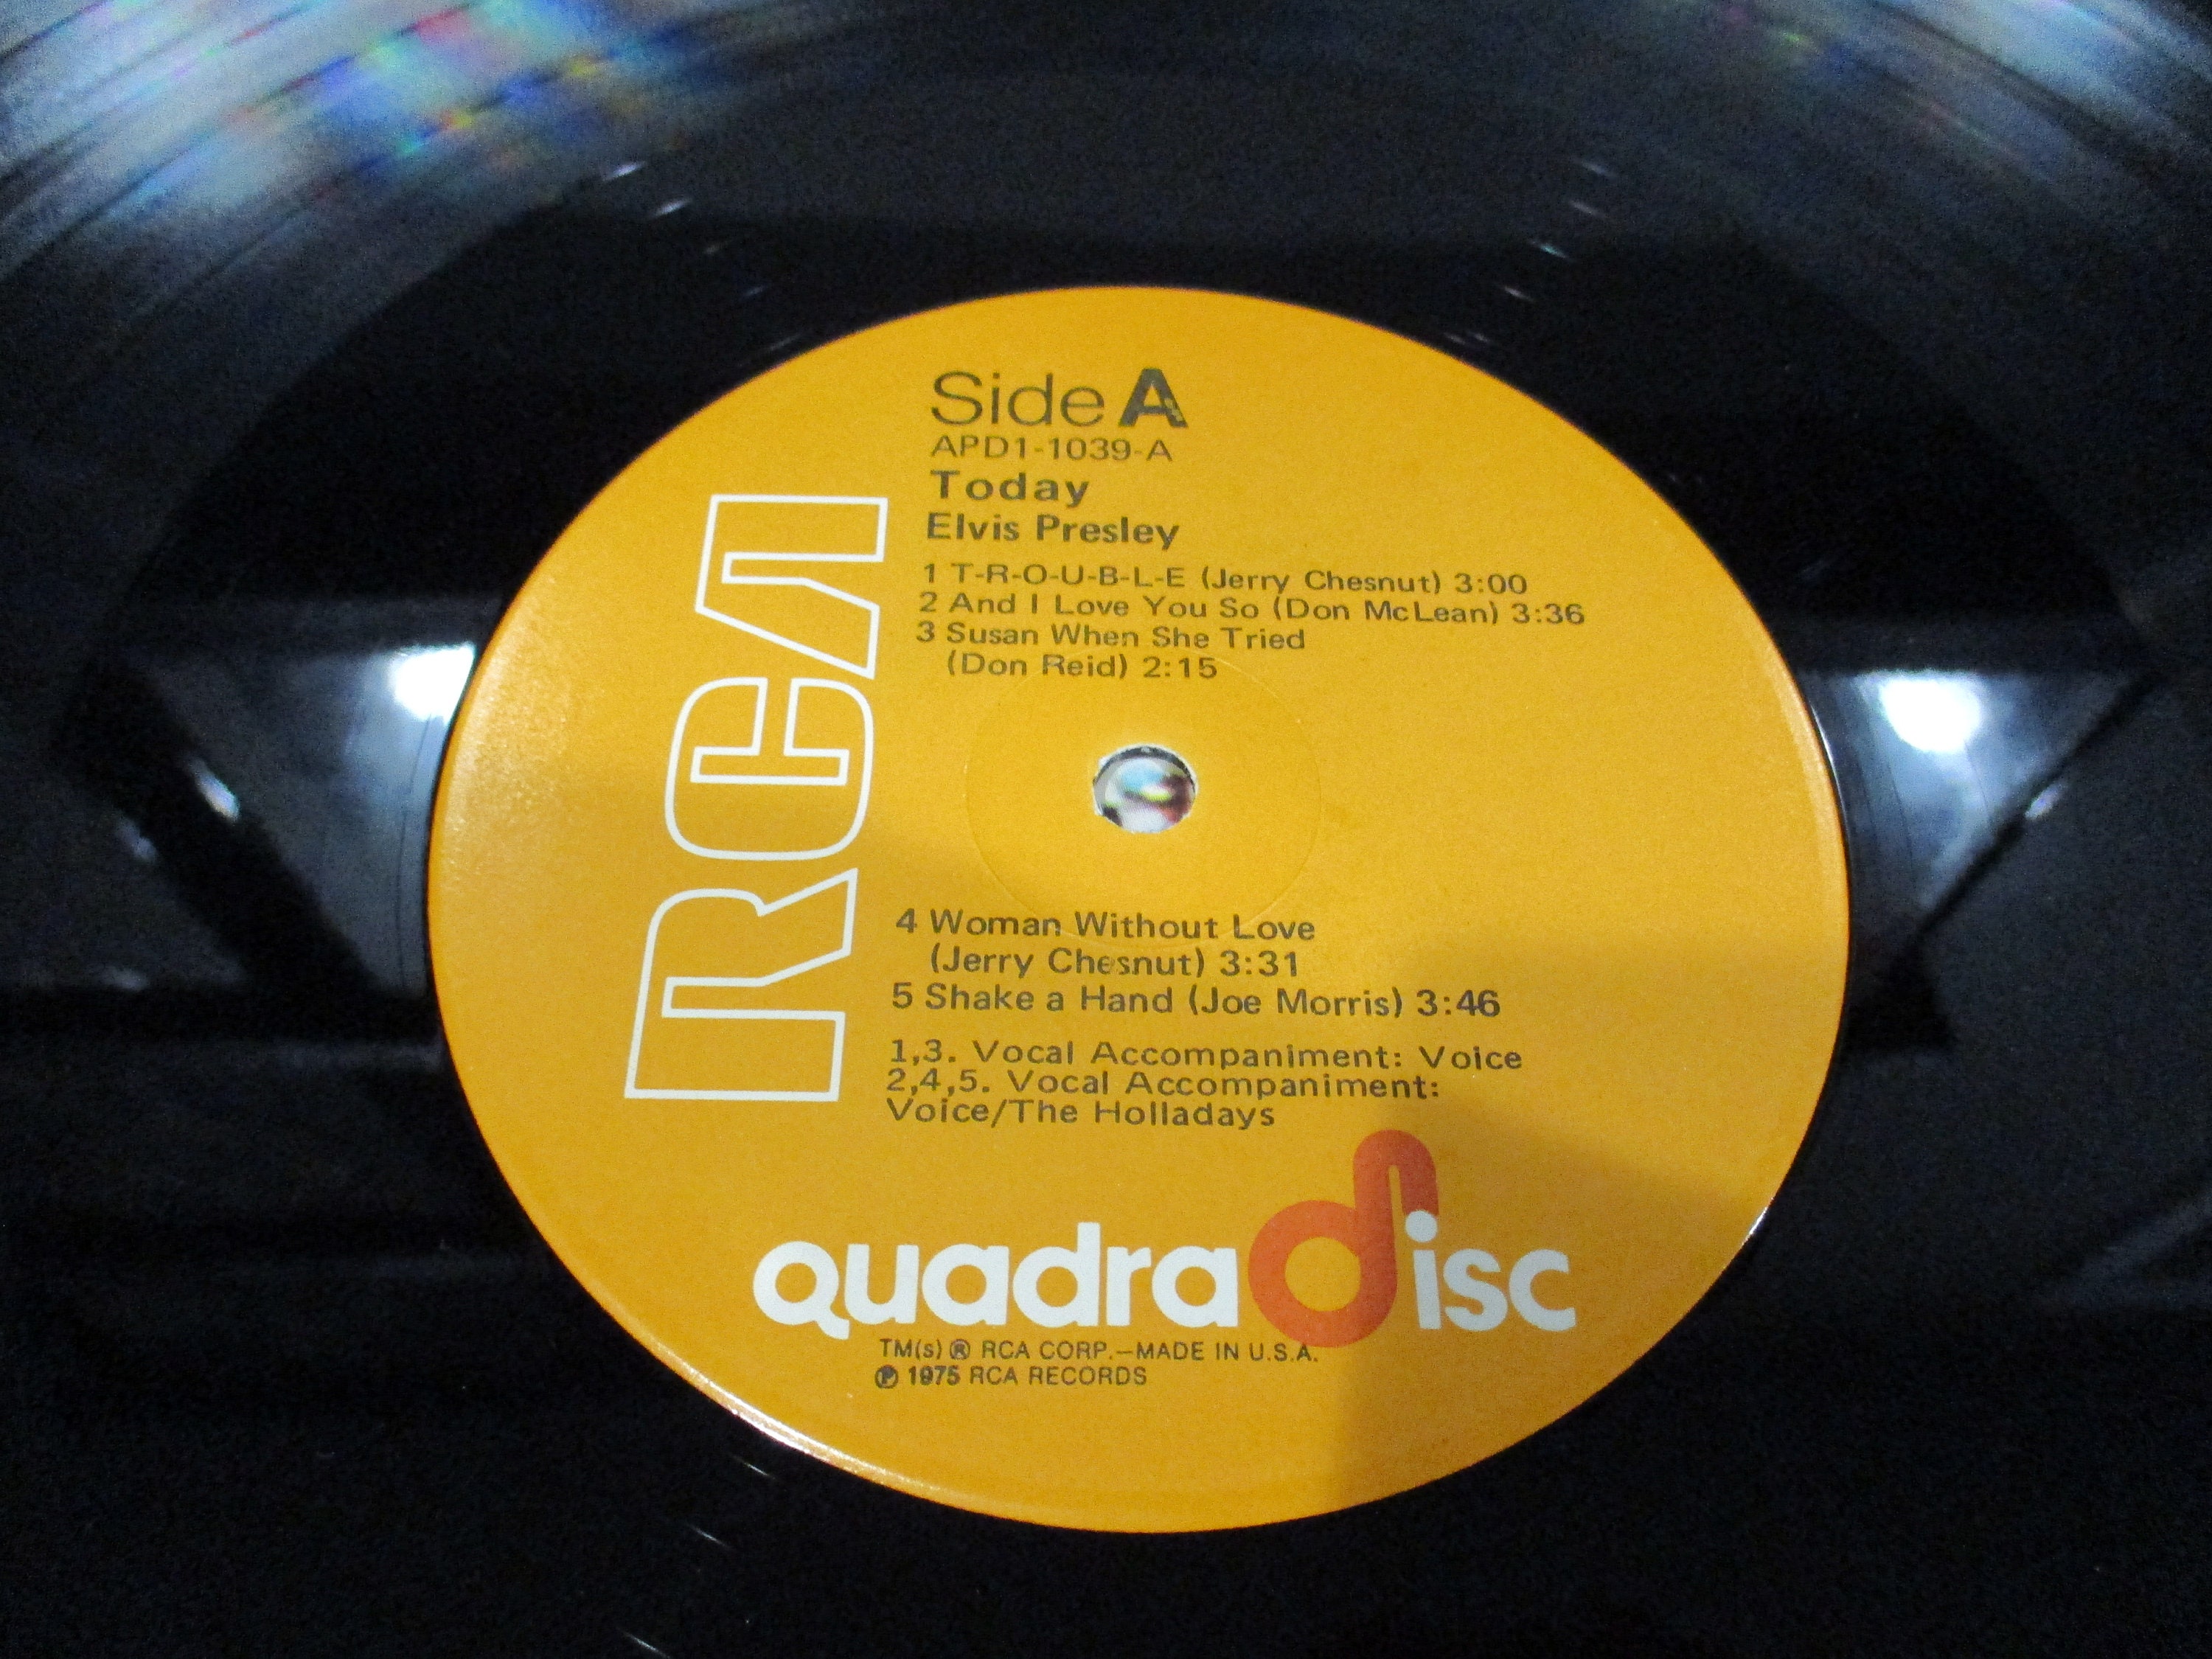 Side A
APD1-1039-A
Today
Elvis Presley
1 T-R-O-U-B-L-E (Jerry Chesnut) 3:00
2 And I Love You So (Don McLean) 3:36
3 Susan When She Tried
(Don Reid) 2:15
RCA
4 Woman Without Love
(Jerry Chesnut) 3:31
5 Shake a Hand (Joe Morris) 3:46
1,3. Vocal Accompaniment: Voice
2,4,5. Vocal Accompaniment:
Voice/The Holladays
quadradisc
TM(s) ® RCA CORP.—MADE IN U.S.A.
℗ 1975 RCA RECORDS